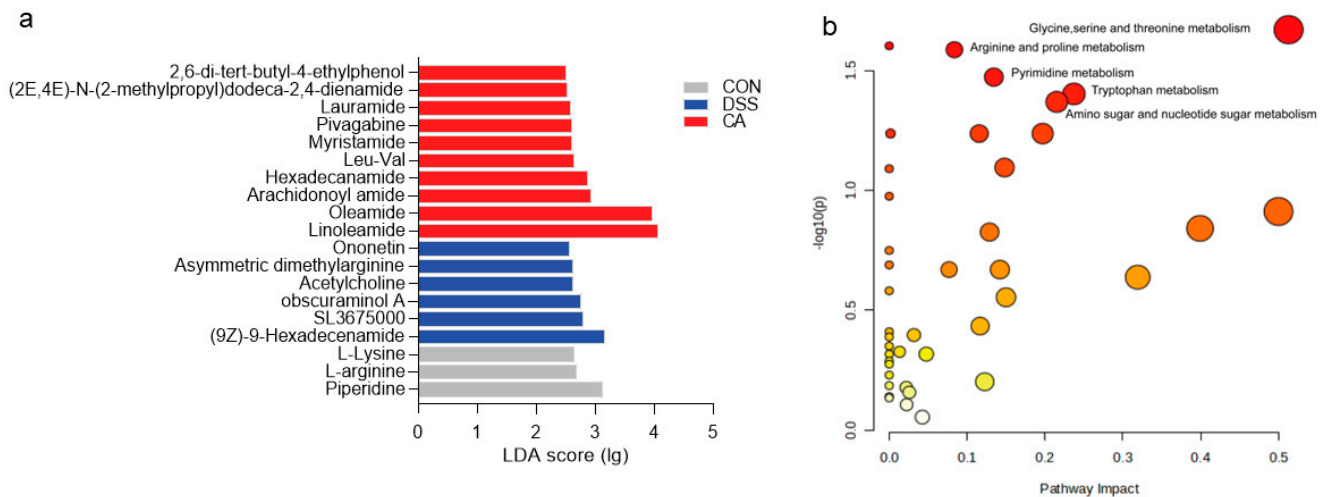 a
2,6-di-tert-butyl-4-ethylphenol
(2E,4E)-N-(2-methylpropyl)dodeca-2,4-dienamide
Lauramide
Pivagabine
Myristamide
Leu-Val
Hexadecanamide
Arachidonoyl amide
Oleamide
Linoleamide
Ononetin
Asymmetric dimethylarginine
Acetylcholine
obscuraminol A
SL3675000
(9Z)-9-Hexadecenamide
L-Lysine
L-arginine
Piperidine
0 1 2 3 4 5
LDA score (lg)
CON
DSS
CA
b
Glycine,serine and threonine metabolism
Arginine and proline metabolism
Pyrimidine metabolism
Tryptophan metabolism
Amino sugar and nucleotide sugar metabolism
-log10(p)
1.5
1.0
0.5
0.0
0.0 0.1 0.2 0.3 0.4 0.5
Pathway Impact